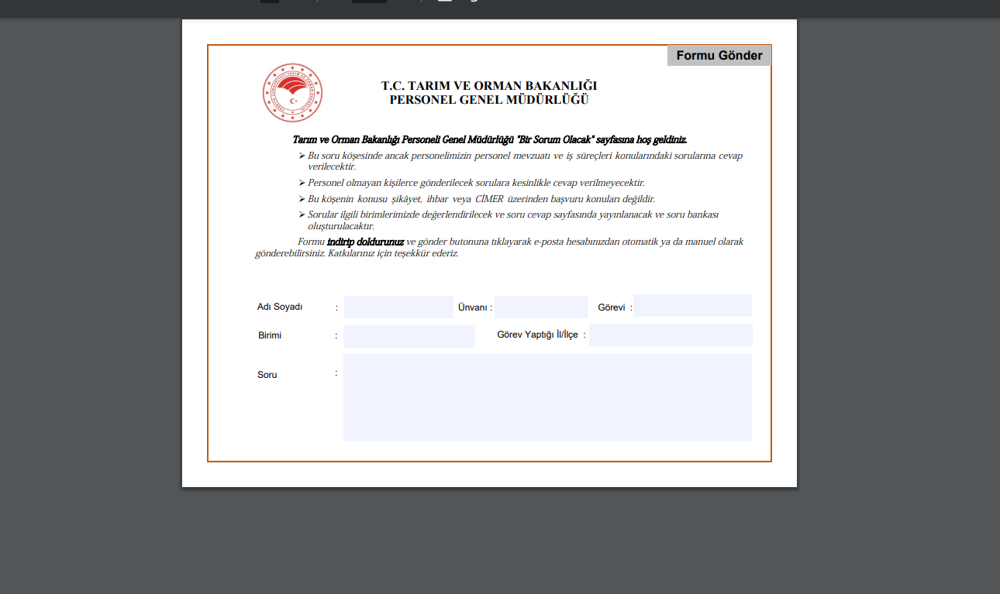 Formu Gönder
T.C. TARIM VE ORMAN BAKANLIĞI
PERSONEL GENEL MÜDÜRLÜĞÜ
Tarım ve Orman Bakanlığı Personeli Genel Müdürlüğü "Bir Sorum Olacak" sayfasına hoş geldiniz.
➢ Bu soru köşesinde ancak personelimizin personel mevzuatı ve iş süreçleri konularındaki sorularına cevap
verilecektir.
➢ Personel olmayan kişilerce gönderilecek sorulara kesinlikle cevap verilmeyecektir.
➢ Bu köşenin konusu şikâyet, ihbar veya CİMER üzerinden başvuru konuları değildir.
➢ Sorular ilgili birimlerimizde değerlendirilecek ve soru cevap sayfasında yayınlanacak ve soru bankası
oluşturulacaktır.
Formu indirip doldurunuz ve gönder butonuna tıklayarak e-posta hesabınızdan otomatik ya da manuel olarak
gönderebilirsiniz. Katkılarınız için teşekkür ederiz.
Adı Soyadı : Ünvanı : Görevi :
Birimi : Görev Yaptığı İl/İlçe :
Soru :